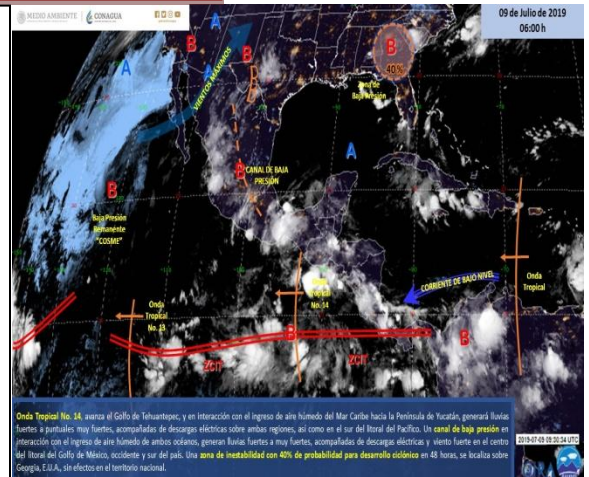 MEDIO AMBIENTE
CONAGUA
09 de Julio de 2019
06:00 h
B
A
B
B
A
A
VIENTOS MÁXIMOS
40%
Zona de
Baja Presión
A
B
CANAL DE BAJA
PRESIÓN
B
Baja Presión
Remanente
"COSME"
Onda
Tropical
No. 13
Onda
Tropical
No. 14
CORRIENTE DE BAJO NIVEL
Onda
Tropical
B
B
ZCIT
ZCIT
Onda Tropical No. 14, avanza el Golfo de Tehuantepec, y en interacción con el ingreso de aire húmedo del Mar Caribe hacia la Península de Yucatán, generará lluvias
fuertes a puntuales muy fuertes, acompañadas de descargas eléctricas sobre ambas regiones, así como en el sur del litoral del Pacífico. Un canal de baja presión en
interacción con el ingreso de aire húmedo de ambos océanos, generan lluvias fuertes a muy fuertes, acompañadas de descargas eléctricas y viento fuerte en el centro
del litoral del Golfo de México, occidente y sur del país. Una zona de inestabilidad con 40% de probabilidad para desarrollo ciclónico en 48 horas, se localiza sobre
Georgia, E.U.A., sin efectos en el territorio nacional.
2019-07-09 09:30:34 UTC